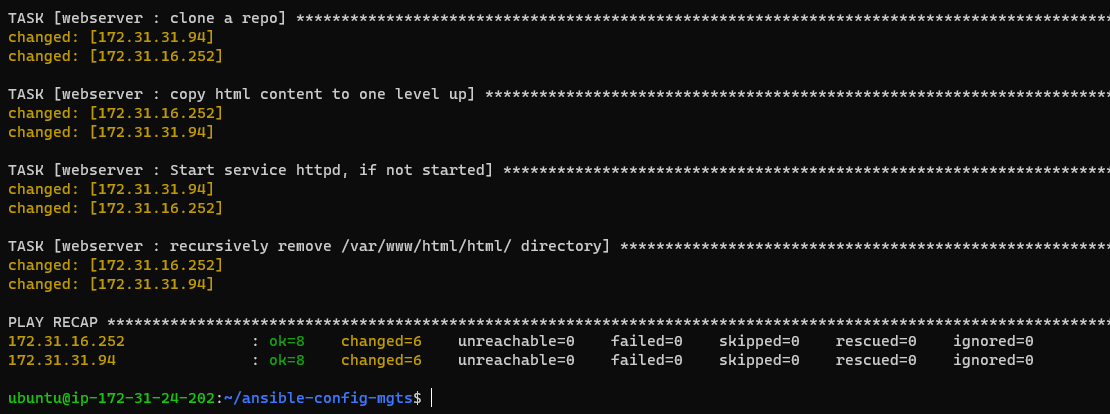 TASK [webserver : clone a repo] *******************************************************************************************
changed: [172.31.31.94]
changed: [172.31.16.252]
TASK [webserver : copy html content to one level up] **********************************************************************
changed: [172.31.16.252]
changed: [172.31.31.94]
TASK [webserver : Start service httpd, if not started] ********************************************************************
changed: [172.31.31.94]
changed: [172.31.16.252]
TASK [webserver : recursively remove /var/www/html/html/ directory] *******************************************************
changed: [172.31.16.252]
changed: [172.31.31.94]
PLAY RECAP ****************************************************************************************************************
172.31.16.252              : ok=8    changed=6    unreachable=0    failed=0    skipped=0    rescued=0    ignored=0
172.31.31.94               : ok=8    changed=6    unreachable=0    failed=0    skipped=0    rescued=0    ignored=0
ubuntu@ip-172-31-24-202:~/ansible-config-mgts$